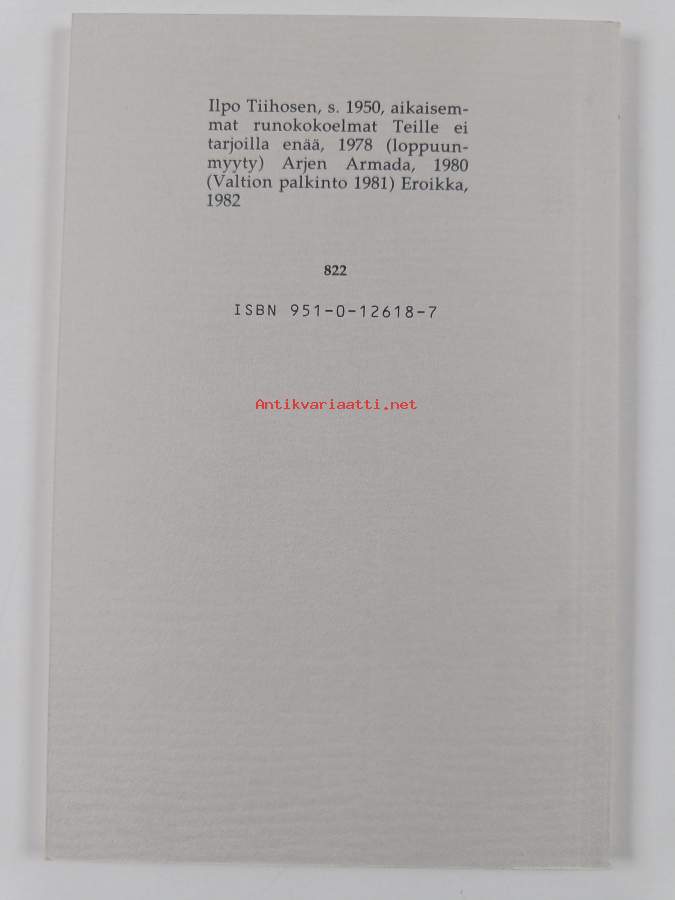 Ilpo Tiihosen, s. 1950, aikaisem-
mat runokokoelmat Teille ei
tarjoilla enää, 1978 (loppuun-
myyty) Arjen Armada, 1980
(Valtion palkinto 1981) Eroikka,
1982
822
ISBN 951-0-12618-7
Antikvariaatti.net